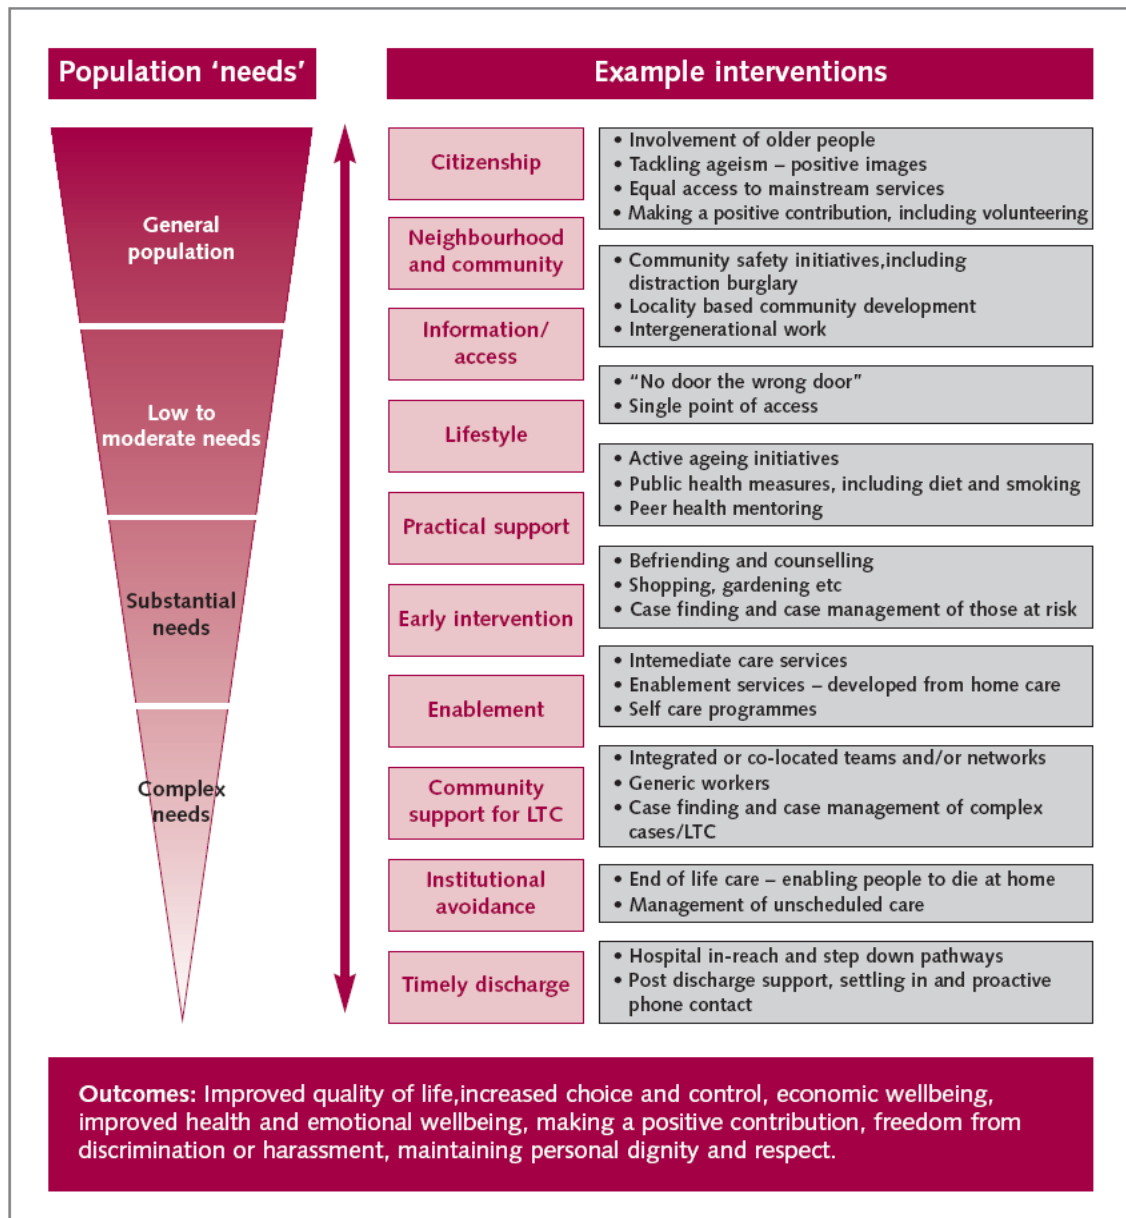 Population ‘needs’
Example interventions
General
population
Low to
moderate needs
Substantial
needs
Complex
needs
Citizenship
• Involvement of older people
• Tackling ageism – positive images
• Equal access to mainstream services
• Making a positive contribution, including volunteering
Neighbourhood
and community
• Community safety initiatives,including
distraction burglary
• Locality based community development
• Intergenerational work
Information/
access
• “No door the wrong door”
• Single point of access
Lifestyle
• Active ageing initiatives
• Public health measures, including diet and smoking
• Peer health mentoring
Practical support
• Befriending and counselling
• Shopping, gardening etc
• Case finding and case management of those at risk
Early intervention
• Intemediate care services
• Enablement services – developed from home care
• Self care programmes
Enablement
• Integrated or co-located teams and/or networks
• Generic workers
• Case finding and case management of complex
cases/LTC
Community
support for LTC
Institutional
avoidance
• End of life care – enabling people to die at home
• Management of unscheduled care
Timely discharge
• Hospital in-reach and step down pathways
• Post discharge support, settling in and proactive
phone contact
Outcomes: Improved quality of life,increased choice and control, economic wellbeing,
improved health and emotional wellbeing, making a positive contribution, freedom from
discrimination or harassment, maintaining personal dignity and respect.